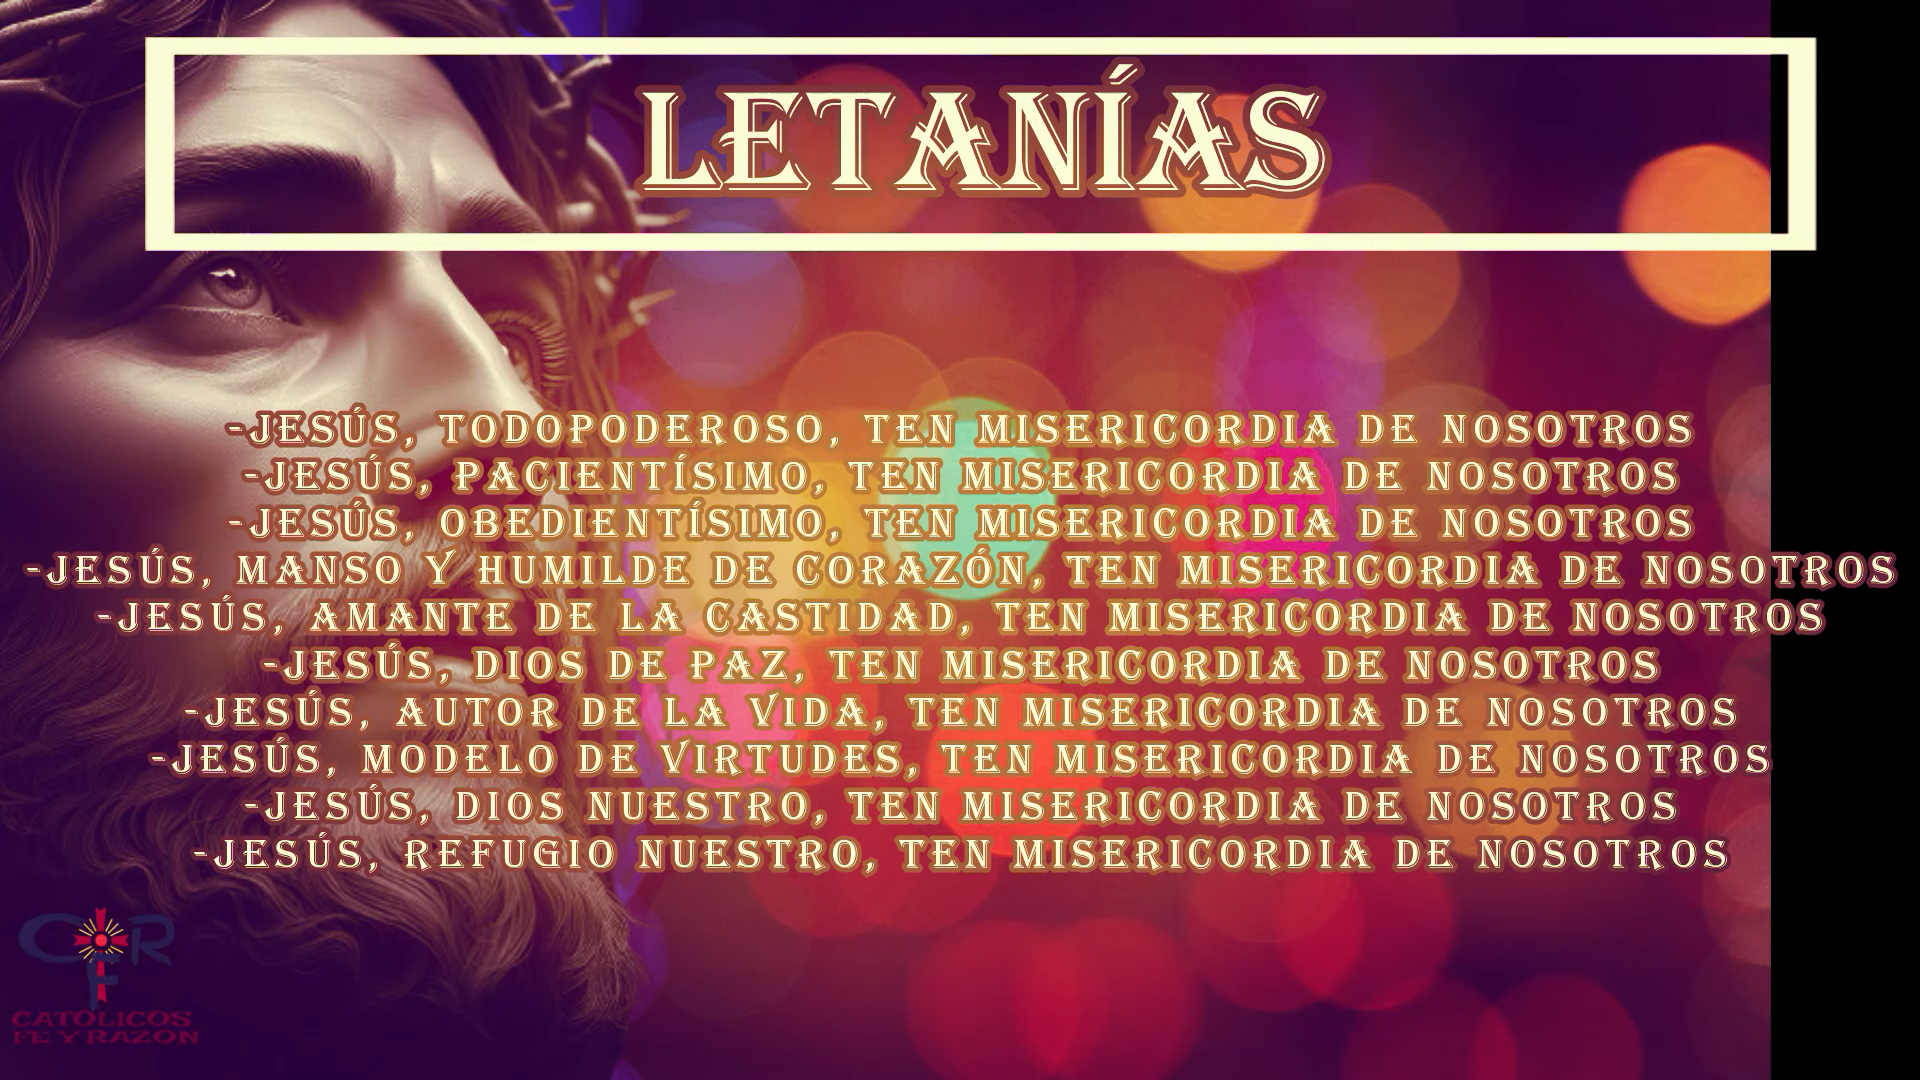 LETANÍAS
-JESÚS, TODOPODEROSO, TEN MISERICORDIA DE NOSOTROS
-JESÚS, PACIENTÍSIMO, TEN MISERICORDIA DE NOSOTROS
-JESÚS, OBEDIENTÍSIMO, TEN MISERICORDIA DE NOSOTROS
-JESÚS, MANSO Y HUMILDE DE CORAZÓN, TEN MISERICORDIA DE NOSOTROS
-JESÚS, AMANTE DE LA CASTIDAD, TEN MISERICORDIA DE NOSOTROS
-JESÚS, DIOS DE PAZ, TEN MISERICORDIA DE NOSOTROS
-JESÚS, AUTOR DE LA VIDA, TEN MISERICORDIA DE NOSOTROS
-JESÚS, MODELO DE VIRTUDES, TEN MISERICORDIA DE NOSOTROS
-JESÚS, DIOS NUESTRO, TEN MISERICORDIA DE NOSOTROS
-JESÚS, REFUGIO NUESTRO, TEN MISERICORDIA DE NOSOTROS
C R
F
CATÓLICOS
FE Y RAZÓN